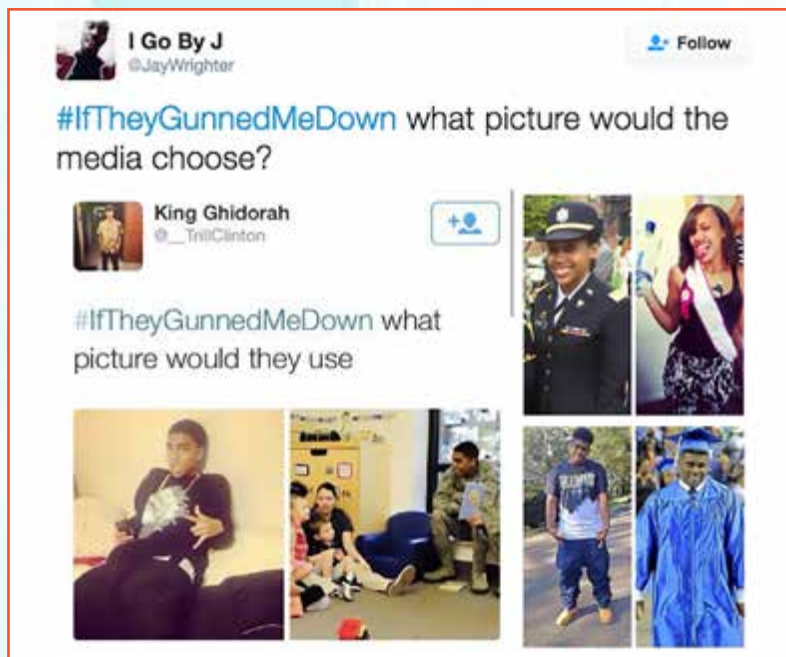 I Go By J
@JayWrighter
Follow
#IfTheyGunnedMeDown what picture would the
media choose?
King Ghidorah
@__TrillClinton
#IfTheyGunnedMeDown what
picture would they use